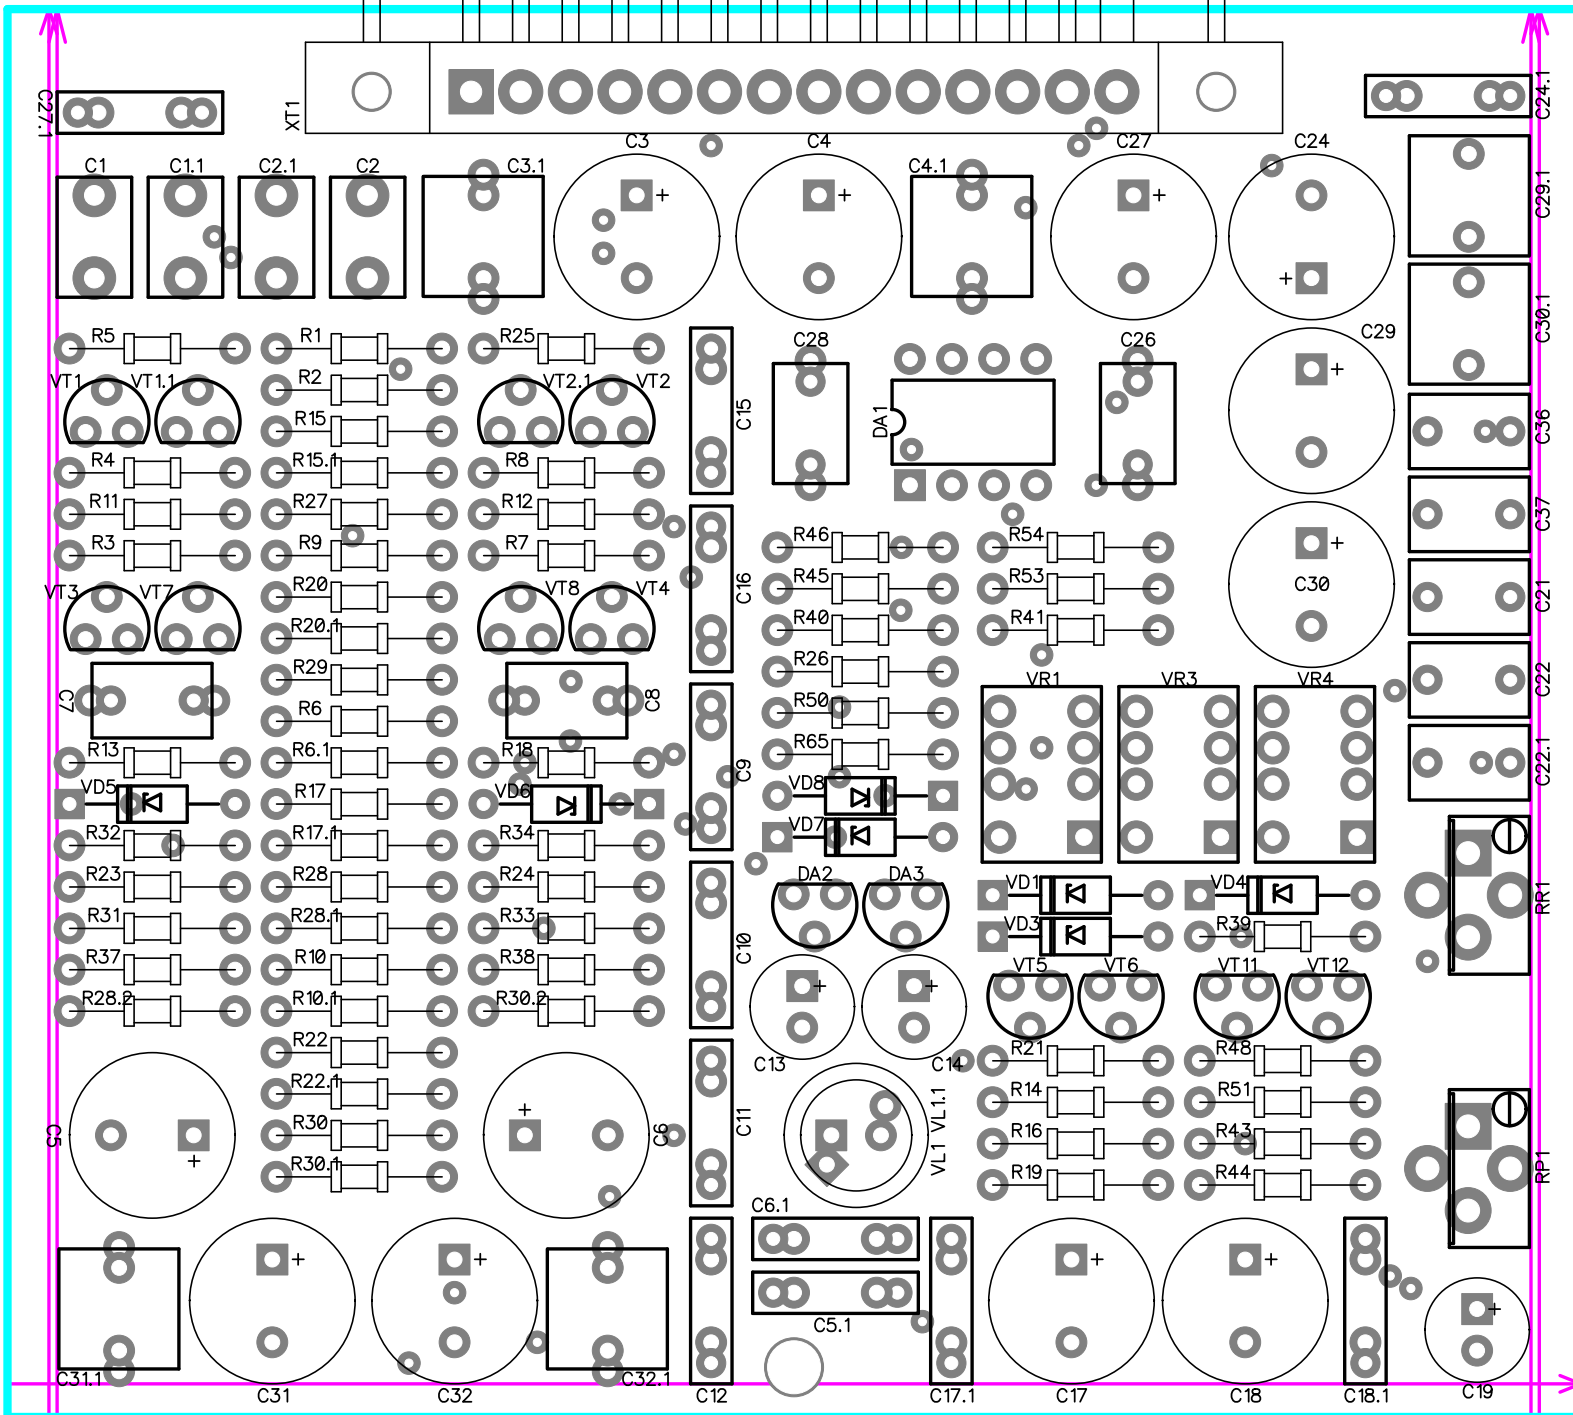 XT1
C27.1
C24.1
C1
C1.1
C2.1
C2
C3.1
C3
+
C4
+
C4.1
C27
+
C24
+
C29.1
C30.1
R5
R1
R25
C28
C26
C29
+
VT1
VT1.1
R2
VT2.1
VT2
C15
DA1
C36
R15
R4
R15.1
R8
R11
R27
R12
C37
R3
R9
R7
R46
R54
C30
+
VT3
VT7
R20
VT8
VT4
C16
R45
R53
C21
R20.1
R40
R41
C7
R29
C8
R26
VR1
VR3
VR4
C22
R6
R50
R13
R6.1
R18
C9
R65
C22.1
VD5
R17
VD6
VD8
R32
R17.1
R34
VD7
R23
R28
R24
DA2
DA3
VD1
VD4
RR1
R31
R28.1
R33
C10
VD3
R39
R37
R10
R38
VT5
VT6
VT11
VT12
R28.2
R10.1
R30.2
+
+
C13
C14
R22
R21
R48
R22.1
C11
R14
R51
C5
+
R30
+
C6
VL1 VL1.1
R16
R43
RP1
R30.1
R19
R44
C6.1
C31.1
C31
+
C32
+
C32.1
C12
C5.1
C17.1
C17
+
C18
+
C18.1
C19
+